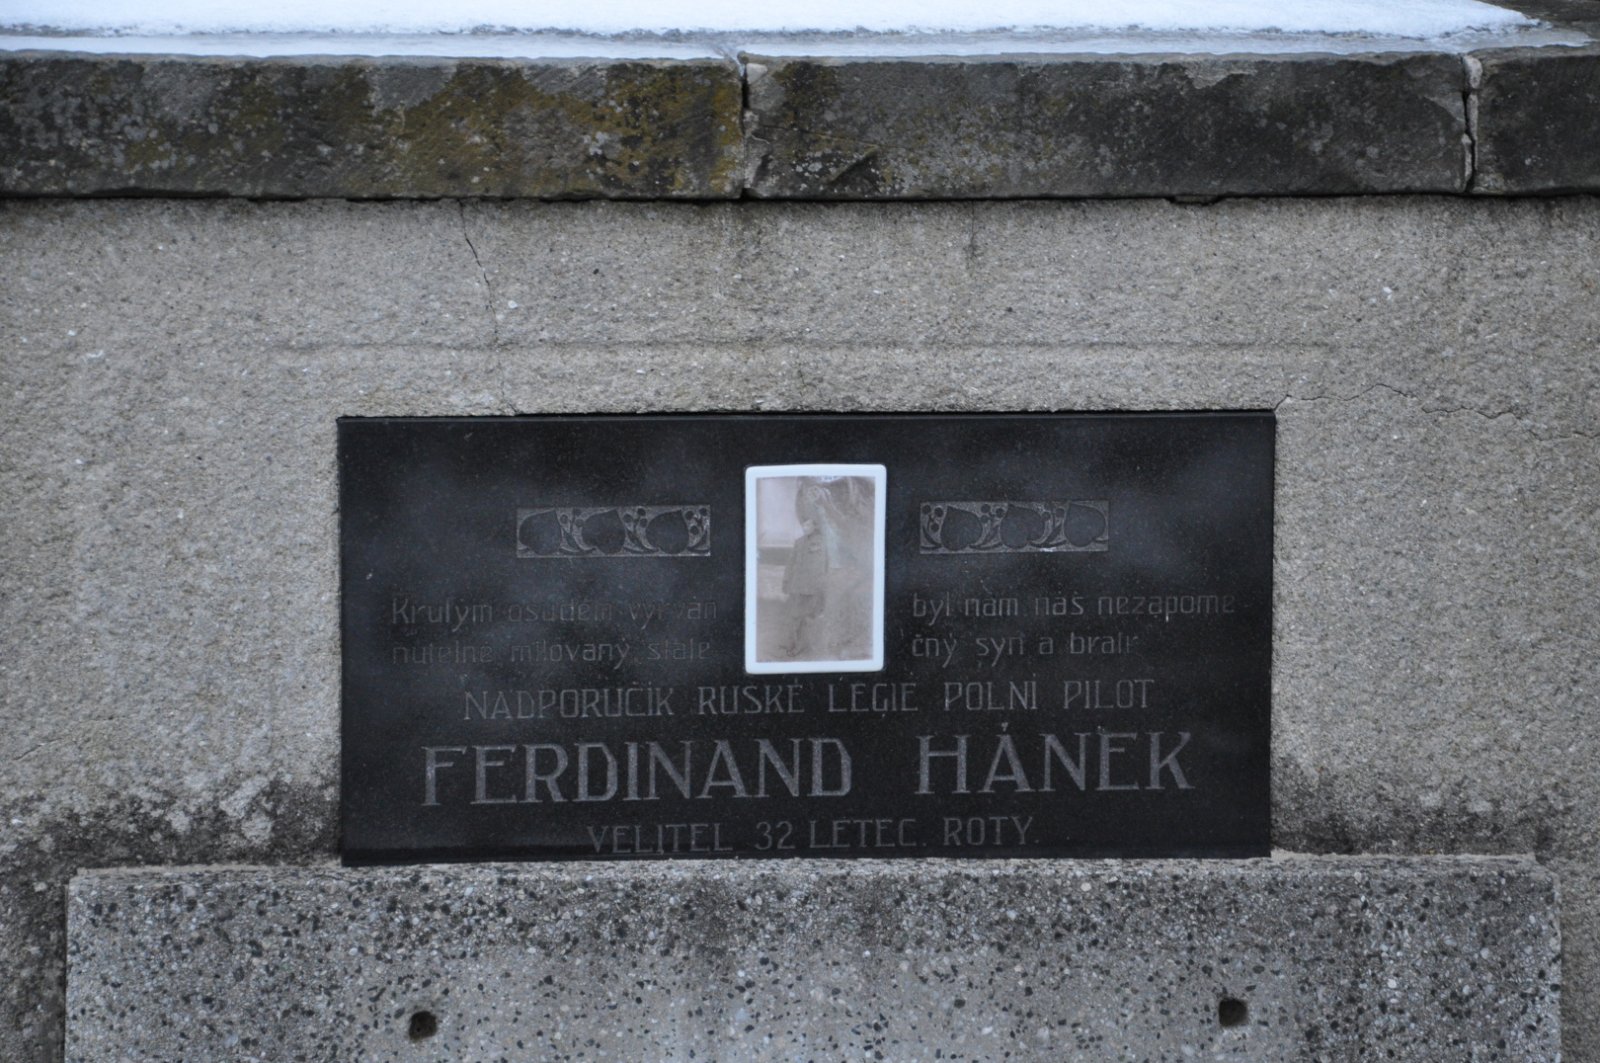 Krutým osudem vyrván byl nám náš nezapome-
nutelně milovaný stále čný syn a bratr
NADPORUČÍK RUSKÉ LEGIE POLNÍ PILOT
FERDINAND HÁNEK
VELITEL 32 LETEC. ROTY.